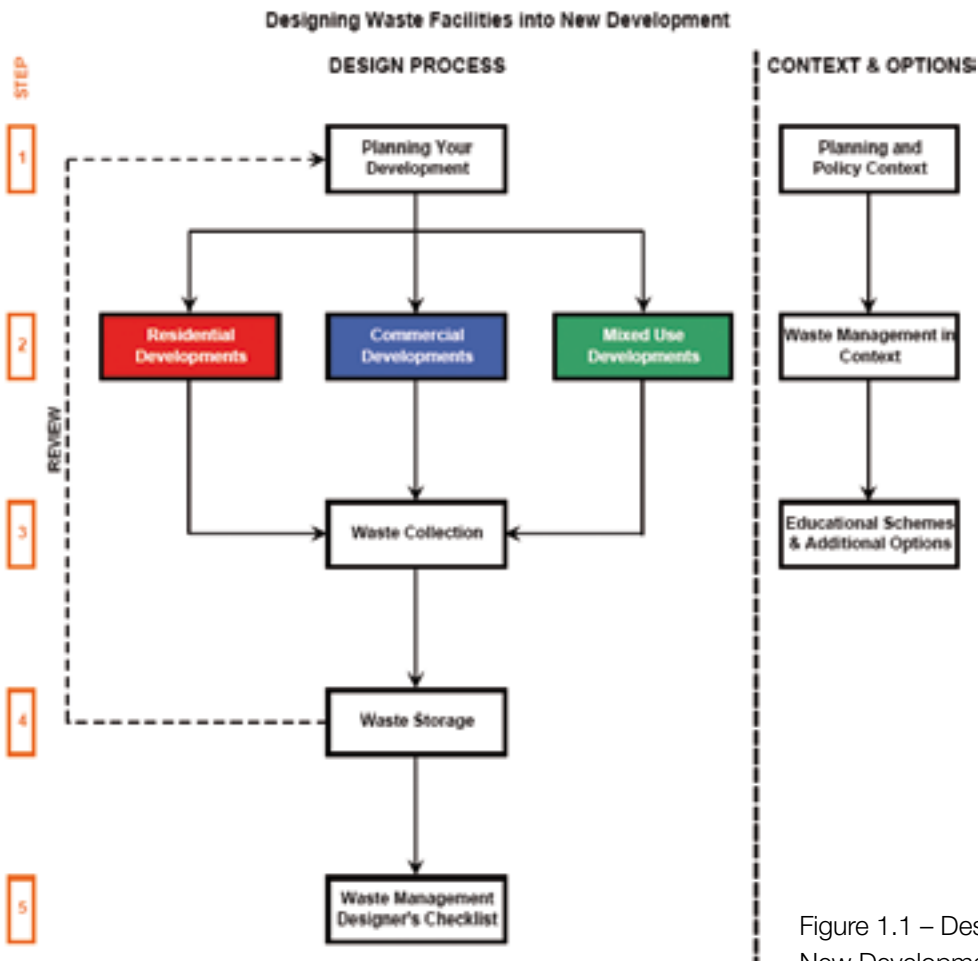 Designing Waste Facilities into New Development
STEP
DESIGN PROCESS
CONTEXT & OPTIONS
1
Planning Your
Development
Planning and
Policy Context
2
Residential
Developments
Commercial
Developments
Mixed Use
Developments
Waste Management in
Context
REVIEW
3
Waste Collection
Educational Schemes
& Additional Options
4
Waste Storage
5
Waste Management
Designer's Checklist
Figure 1.1 – Des
New Developme